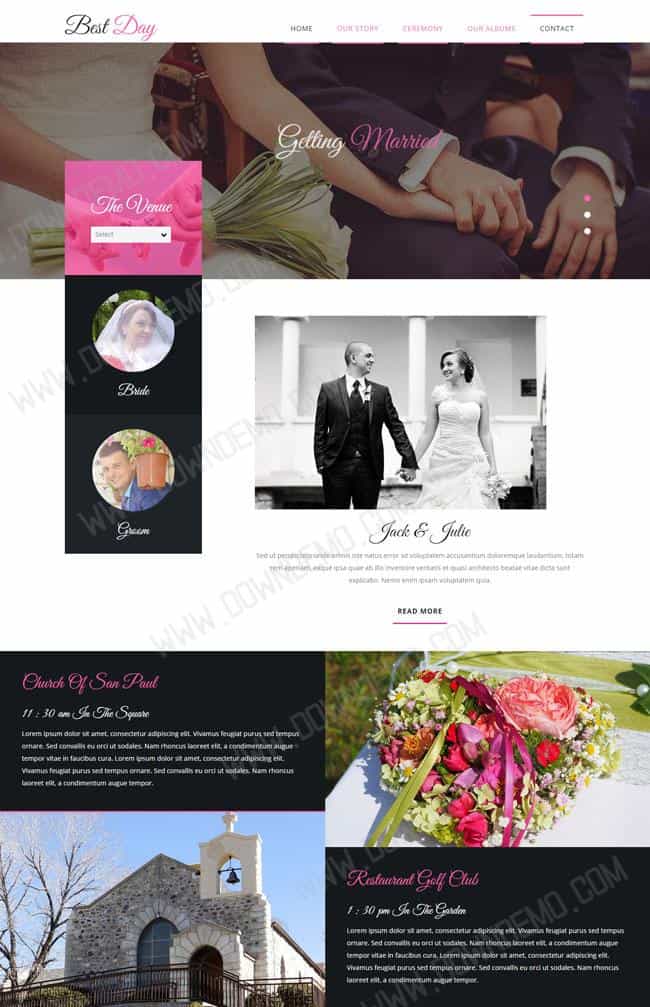 Best Day
HOME OUR STORY CEREMONY OUR ALBUMS CONTACT
Getting Married
The Venue
Select
Bride
Groom
Jack & Julie
Sed ut perspiciatis unde omnis iste natus error sit voluptatem accusantium doloremque laudantium, totam
rem aperiam, eaque ipsa quae ab illo inventore veritatis et quasi architecto beatae vitae dicta sunt
explicabo. Nemo enim ipsam voluptatem quia.
READ MORE
Church Of San Paul
11 : 30 am In The Square
Lorem ipsum dolor sit amet, consectetur adipiscing elit. Vivamus feugiat purus sed tempus
ornare. Sed convallis eu orci ut sodales. Nam rhoncus laoreet elit, a condimentum augue
tempor vitae in faucibus cura. Lorem ipsum dolor sit amet, consectetur adipiscing elit.
Vivamus feugiat purus sed tempus ornare. Sed convallis eu orci ut sodales. Nam rhoncus
laoreet elit, a condimentum augue tempor.
Restaurant Golf Club
1 : 30 pm In The Garden
Lorem ipsum dolor sit amet, consectetur adipiscing elit. Vivamus feugiat purus sed tempus
ornare. Sed convallis eu orci ut sodales. Nam rhoncus laoreet elit, a condimentum augue
tempor vitae in faucibus cura. Lorem ipsum dolor sit amet, consectetur adipiscing elit.
Vivamus feugiat purus sed tempus ornare. Sed convallis eu orci ut sodales. Nam rhoncus
laoreet elit, a condimentum augue tempor.
WWW.DOWNDEMO.COM
WWW.DOWNDEMO.COM
WWW.DOWNDEMO.COM
WWW.DOWNDEMO.COM